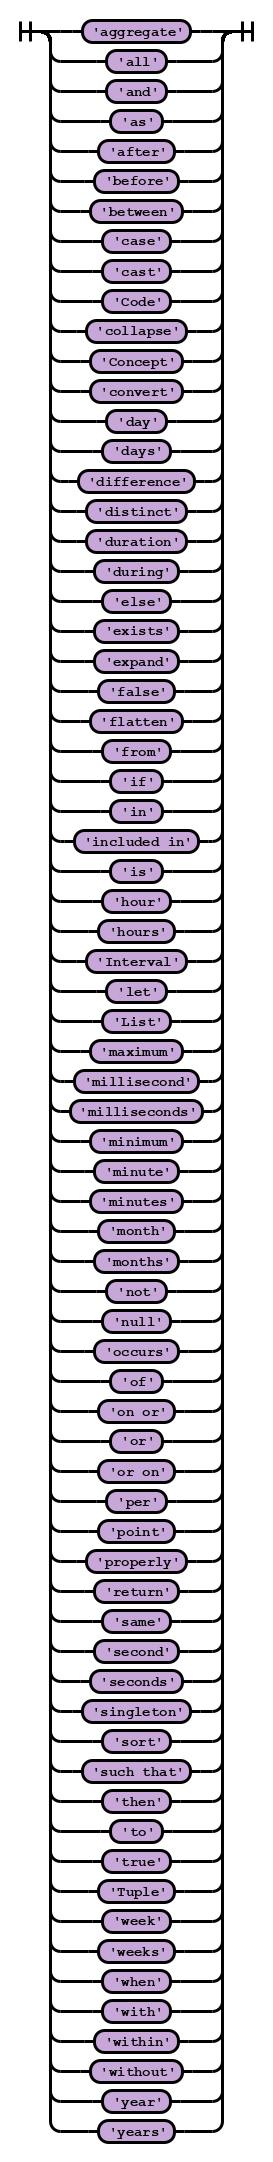 'aggregate'
'all'
'and'
'as'
'after'
'before'
'between'
'case'
'cast'
'Code'
'collapse'
'Concept'
'convert'
'day'
'days'
'difference'
'distinct'
'duration'
'during'
'else'
'exists'
'expand'
'false'
'flatten'
'from'
'if'
'in'
'included in'
'is'
'hour'
'hours'
'Interval'
'let'
'List'
'maximum'
'millisecond'
'milliseconds'
'minimum'
'minute'
'minutes'
'month'
'months'
'not'
'null'
'occurs'
'of'
'on or'
'or'
'or on'
'per'
'point'
'properly'
'return'
'same'
'second'
'seconds'
'singleton'
'sort'
'such that'
'then'
'to'
'true'
'Tuple'
'week'
'weeks'
'when'
'with'
'within'
'without'
'year'
'years'